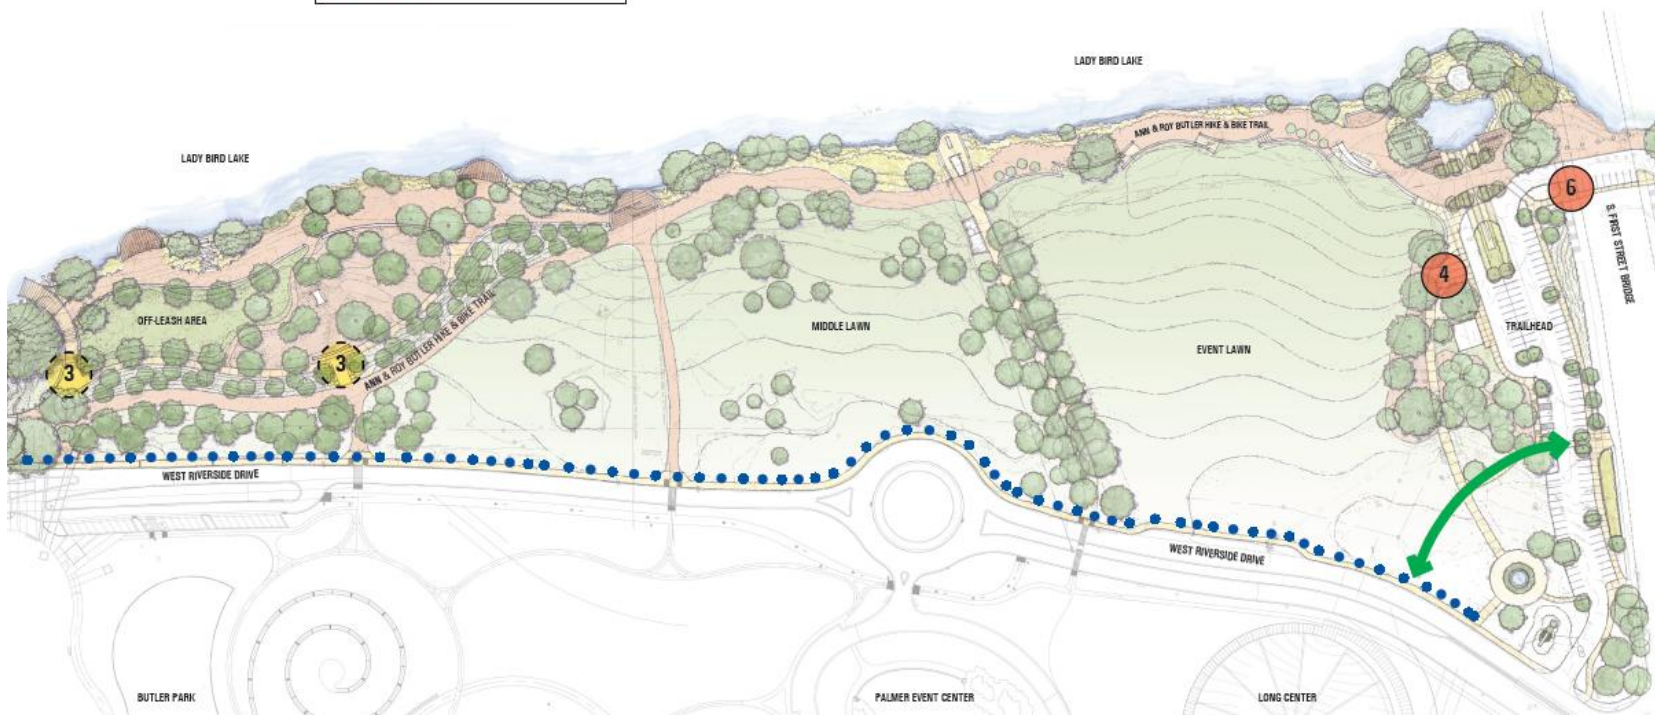 LADY BIRD LAKE
LADY BIRD LAKE
ANN & ROY BUTLER HIKE & BIKE TRAIL
6
S. FIRST STREET BRIDGE
4
OFF-LEASH AREA
MIDDLE LAWN
TRAILHEAD
EVENT LAWN
3
3
ANN & ROY BUTLER HIKE & BIKE TRAIL
WEST RIVERSIDE DRIVE
WEST RIVERSIDE DRIVE
BUTLER PARK
PALMER EVENT CENTER
LONG CENTER